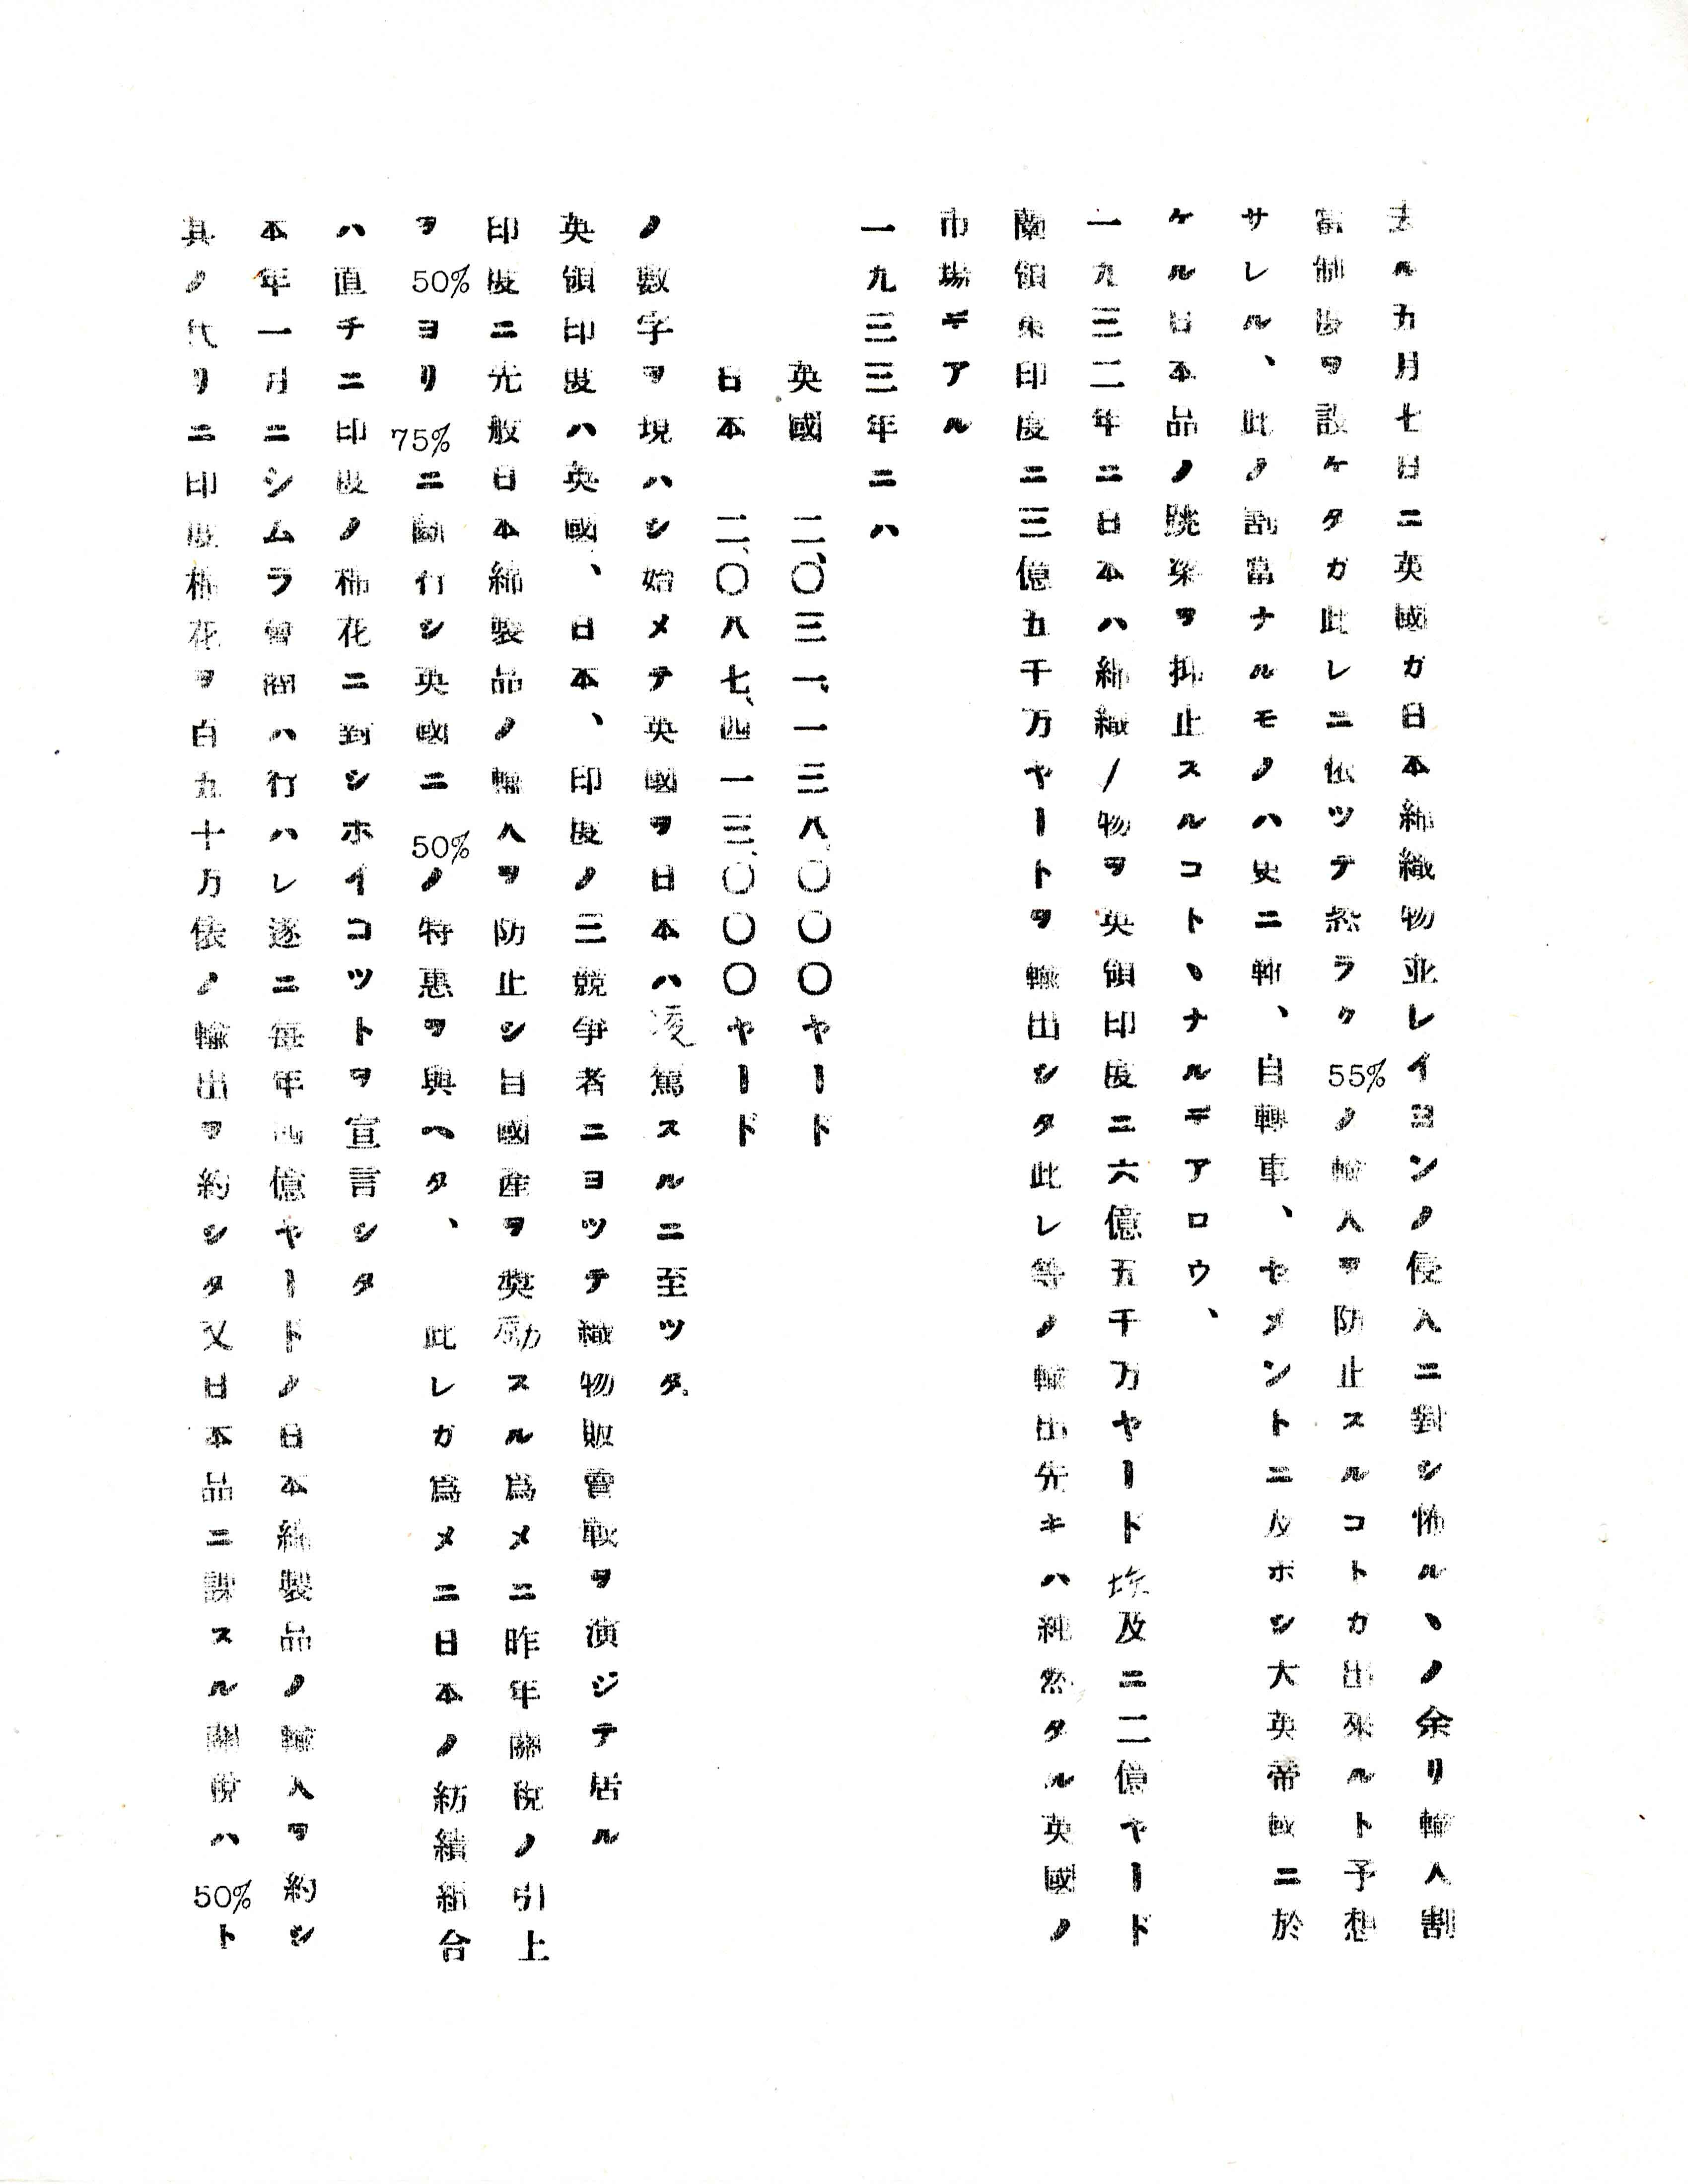 去ル九月七日ニ英國ガ日本綿織物並レイヨンノ侵入ニ對シ怖ルヽノ余リ輸入割
當制度ヲ設ケタガ此レニ依ツテ恐ラク55%ノ輸入ヲ防止スルコトガ出來ルト予想
サレル、此ノ割當ナルモノハ更ニ靴、自轉車、セメントニ及ボシ大英帝國ニ於
ケル日本品ノ跳梁ヲ抑止スルコトヽナルデアロウ、
一九三二年ニ日本ハ綿織ノ物ヲ英領印度ニ六億五千万ヤード埃及ニ二億ヤード
蘭領東印度ニ三億五千万ヤートヲ輸出シタ此レ等ノ輸出先キハ純然タル英國ノ
市場デアル
一九三三年ニハ
英國 二、〇三一、一三八、〇〇〇ヤード
日本 二、〇八七、四一三、〇〇〇ヤード
ノ數字ヲ現ハシ始メテ英國ヲ日本ハ凌駕スルニ至ツタ。
英領印度ハ英國、日本、印度ノ三競爭者ニヨツテ織物販賣戰ヲ演ジテ居ル
印度ニ先般日本綿製品ノ輸入ヲ防止シ自國産ヲ奬励スル爲メニ昨年關稅ノ引上
ヲ50%ヨリ75%ニ斷行シ英國ニ50%ノ特惠ヲ與ヘタ、此レガ爲メニ日本ノ紡績組合
ハ直チニ印度ノ棉花ニ對シボイコツトヲ宣言シタ
本年一月ニシムラ會商ハ行ハレ遂ニ每年四億ヤードノ日本綿製品ノ輸入ヲ約シ
其ノ代リニ印度棉花ヲ百九十万俵ノ輸出ヲ約シタ又日本品ニ課スル關稅ハ50%ト